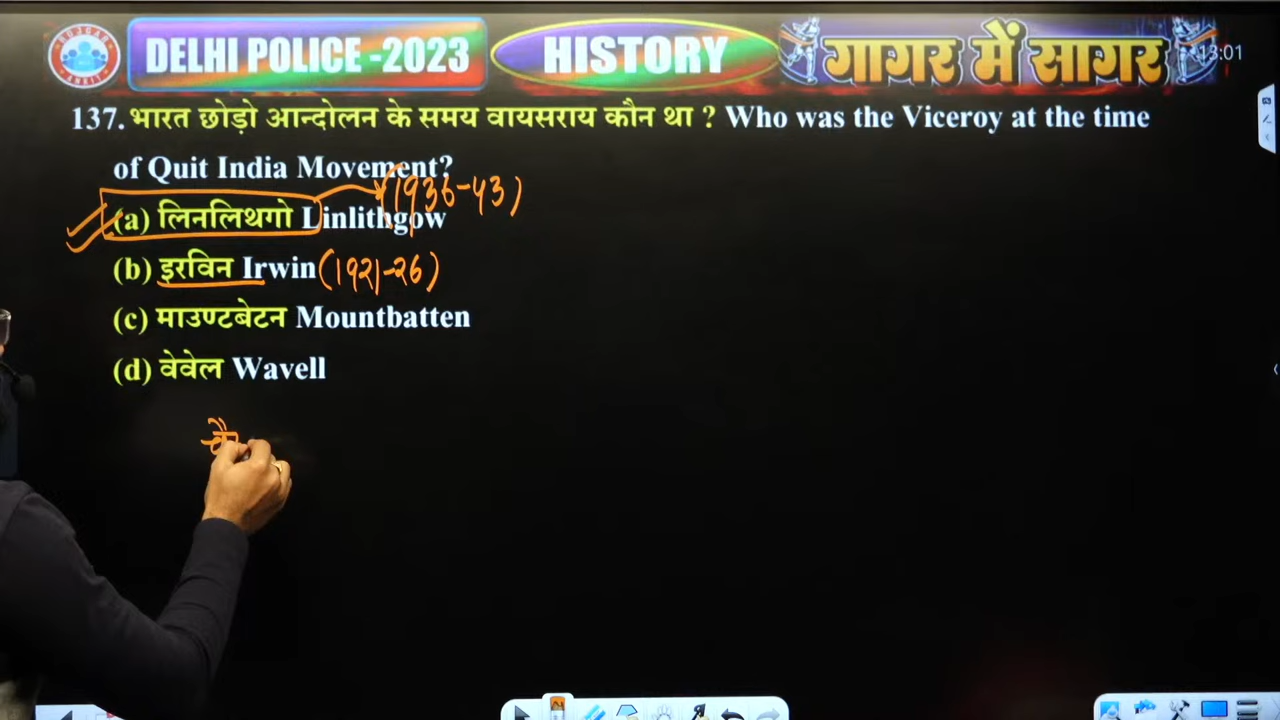 ROJGAR
ANKIT
DELHI POLICE -2023
HISTORY
गागर में सागर
13:01
137. भारत छोड़ो आन्दोलन के समय वायसराय कौन था ? Who was the Viceroy at the time
of Quit India Movement?
(1936-43)
(a) लिनलिथगो Linlithgow
(b) इरविन Irwin (1921-26)
(c) माउण्टबेटन Mountbatten
(d) वेवेल Wavell